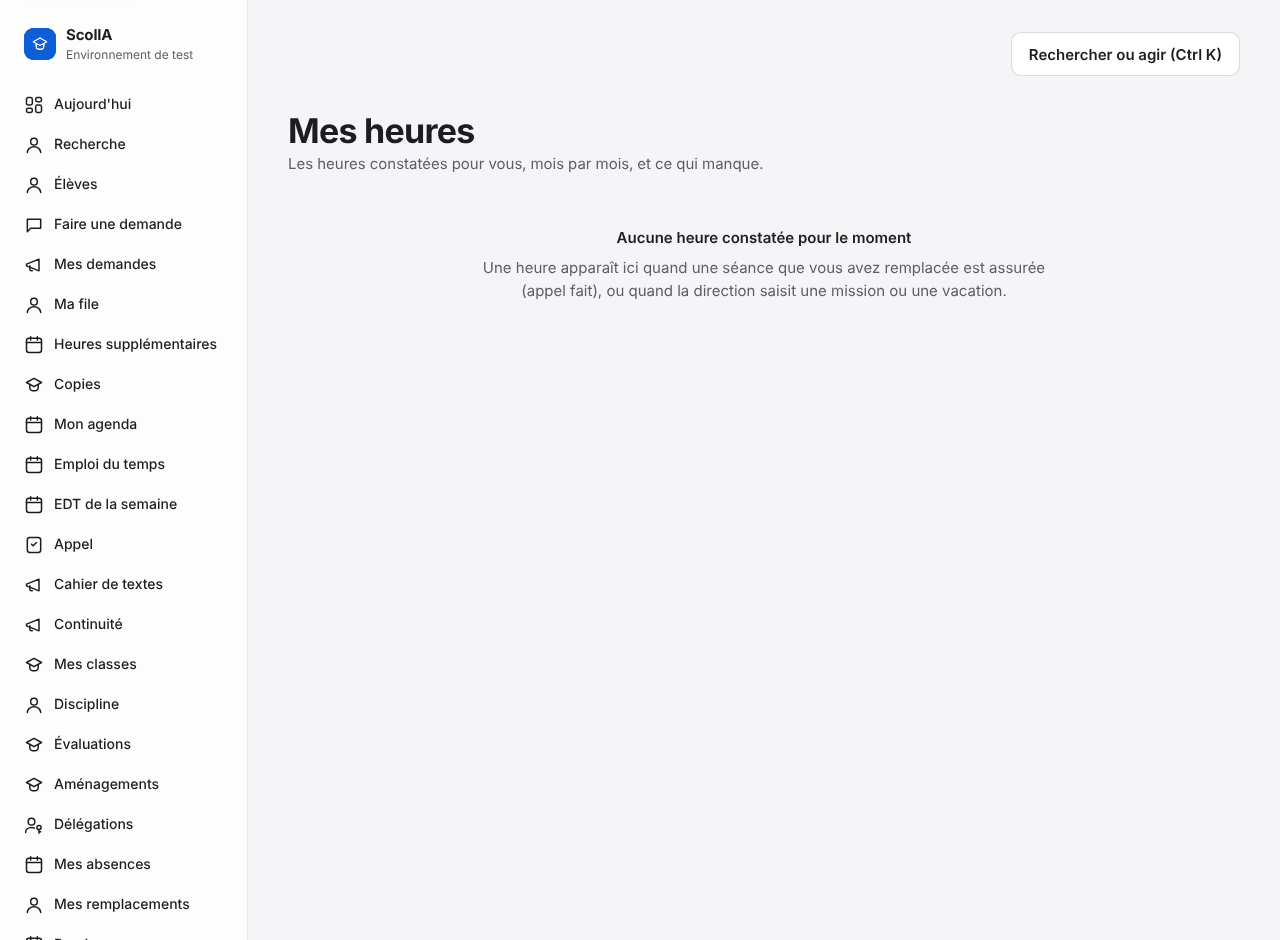 ScolIA
Environnement de test
Aujourd'hui
Recherche
Élèves
Faire une demande
Mes demandes
Ma file
Heures supplémentaires
Copies
Mon agenda
Emploi du temps
EDT de la semaine
Appel
Cahier de textes
Continuité
Mes classes
Discipline
Évaluations
Aménagements
Délégations
Mes absences
Mes remplacements
Rechercher ou agir (Ctrl K)
Mes heures
Les heures constatées pour vous, mois par mois, et ce qui manque.
Aucune heure constatée pour le moment
Une heure apparaît ici quand une séance que vous avez remplacée est assurée
(appel fait), ou quand la direction saisit une mission ou une vacation.